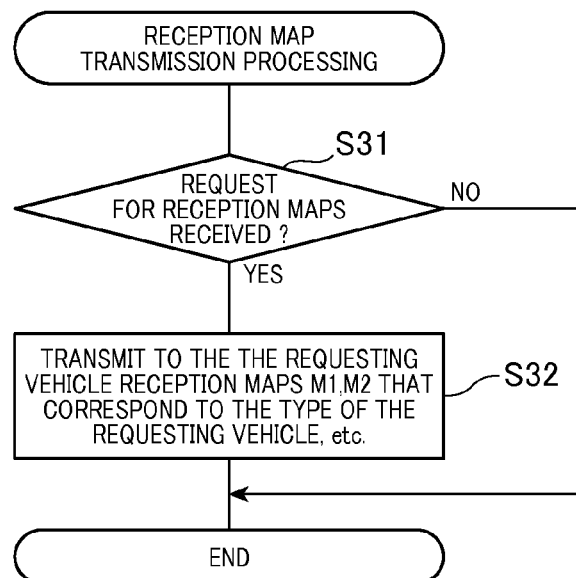 RECEPTION MAP
TRANSMISSION PROCESSING
S31
REQUEST
FOR RECEPTION MAPS
RECEIVED ?
NO
YES
TRANSMIT TO THE THE REQUESTING
VEHICLE RECEPTION MAPS M1,M2 THAT
CORRESPOND TO THE TYPE OF THE
REQUESTING VEHICLE, etc.
S32
END